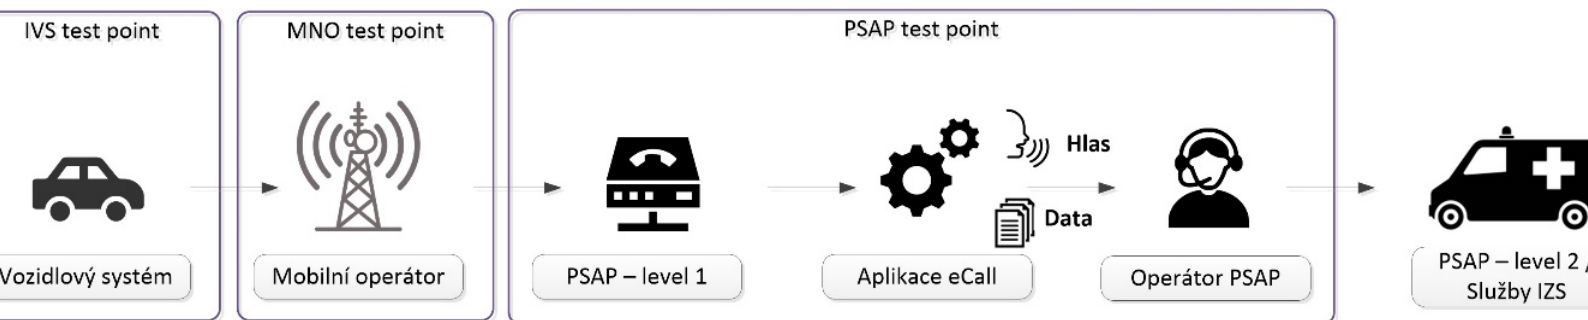 IVS test point
MNO test point
PSAP test point
Hlas
Data
Vozidlový systém
Mobilní operátor
PSAP – level 1
Aplikace eCall
Operátor PSAP
PSAP – level 2 /
Služby IZS